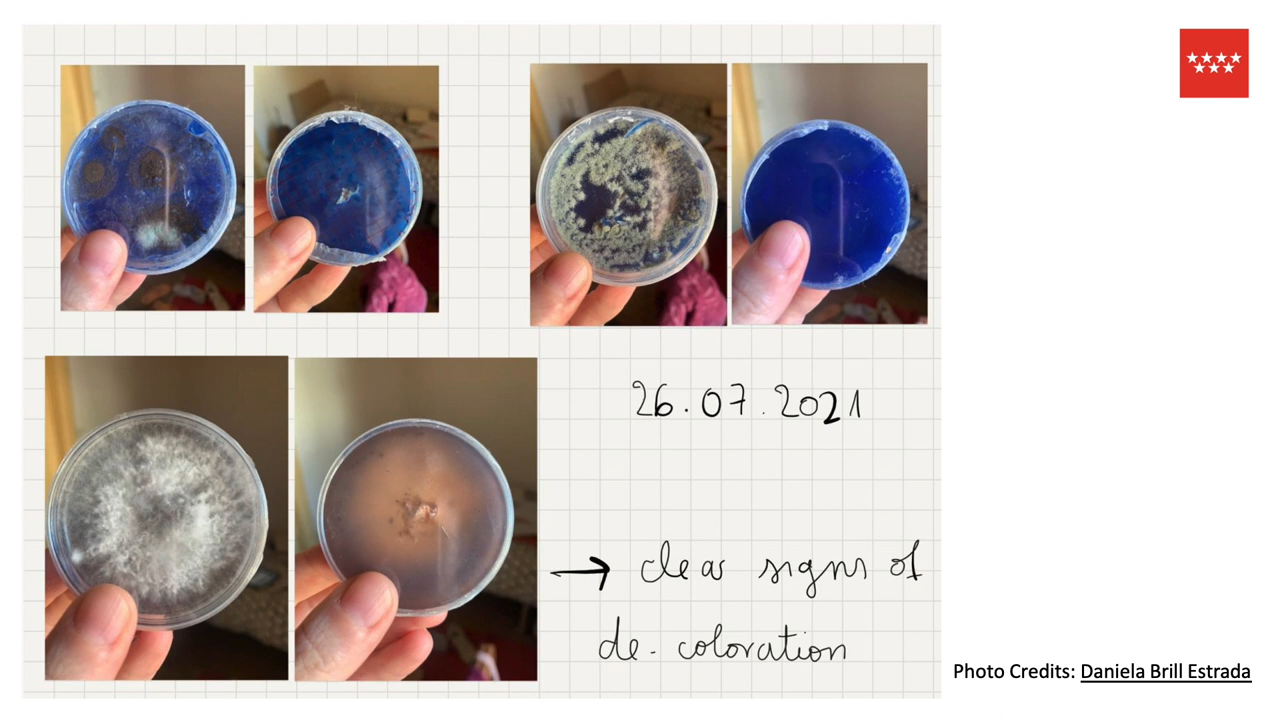 26.07.2021
→ clear signs of
de-coloration
Photo Credits: Daniela Brill Estrada